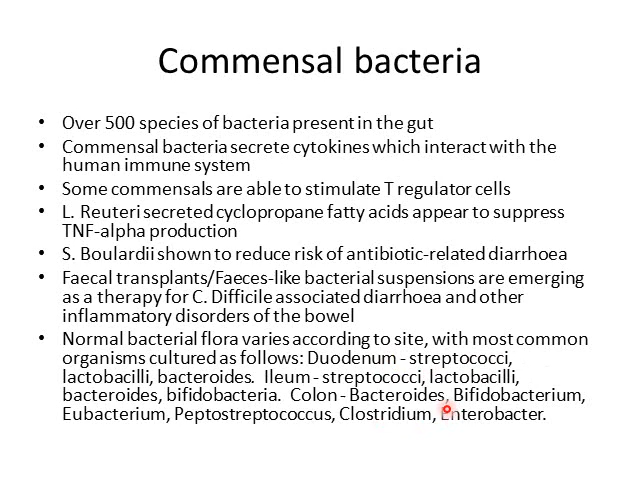 Commensal bacteria
• Over 500 species of bacteria present in the gut
• Commensal bacteria secrete cytokines which interact with the
human immune system
• Some commensals are able to stimulate T regulator cells
• L. Reuteri secreted cyclopropane fatty acids appear to suppress
TNF-alpha production
• S. Boulardii shown to reduce risk of antibiotic-related diarrhoea
• Faecal transplants/Faeces-like bacterial suspensions are emerging
as a therapy for C. Difficile associated diarrhoea and other
inflammatory disorders of the bowel
• Normal bacterial flora varies according to site, with most common
organisms cultured as follows: Duodenum - streptococci,
lactobacilli, bacteroides.  Ileum - streptococci, lactobacilli,
bacteroides, bifidobacteria.  Colon - Bacteroides, Bifidobacterium,
Eubacterium, Peptostreptococcus, Clostridium, Enterobacter.